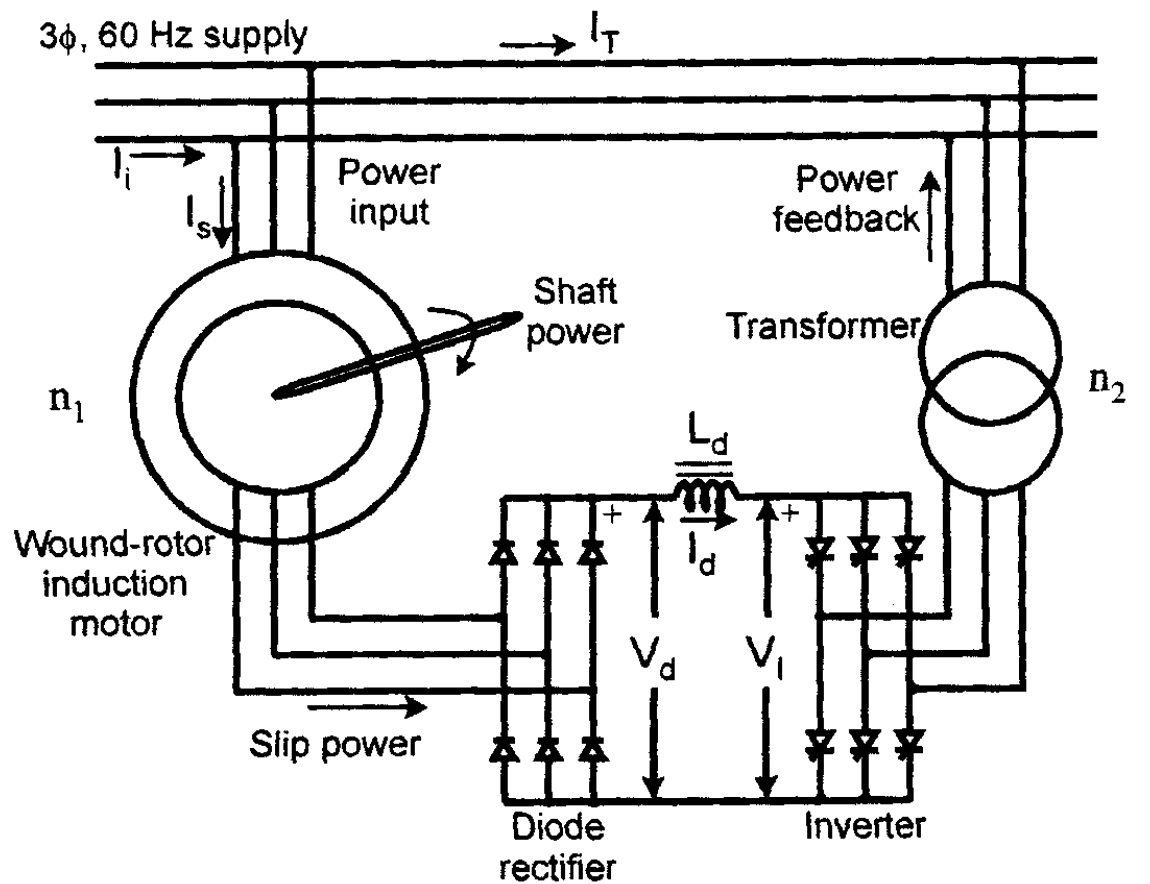 3ϕ, 60 Hz supply
I_T
I_i
I_s
Power
input
Power
feedback
Shaft
power
Transformer
n_1
n_2
L_d
+
+
I_d
Wound-rotor
induction
motor
V_d
V_I
Slip power
Diode
rectifier
Inverter